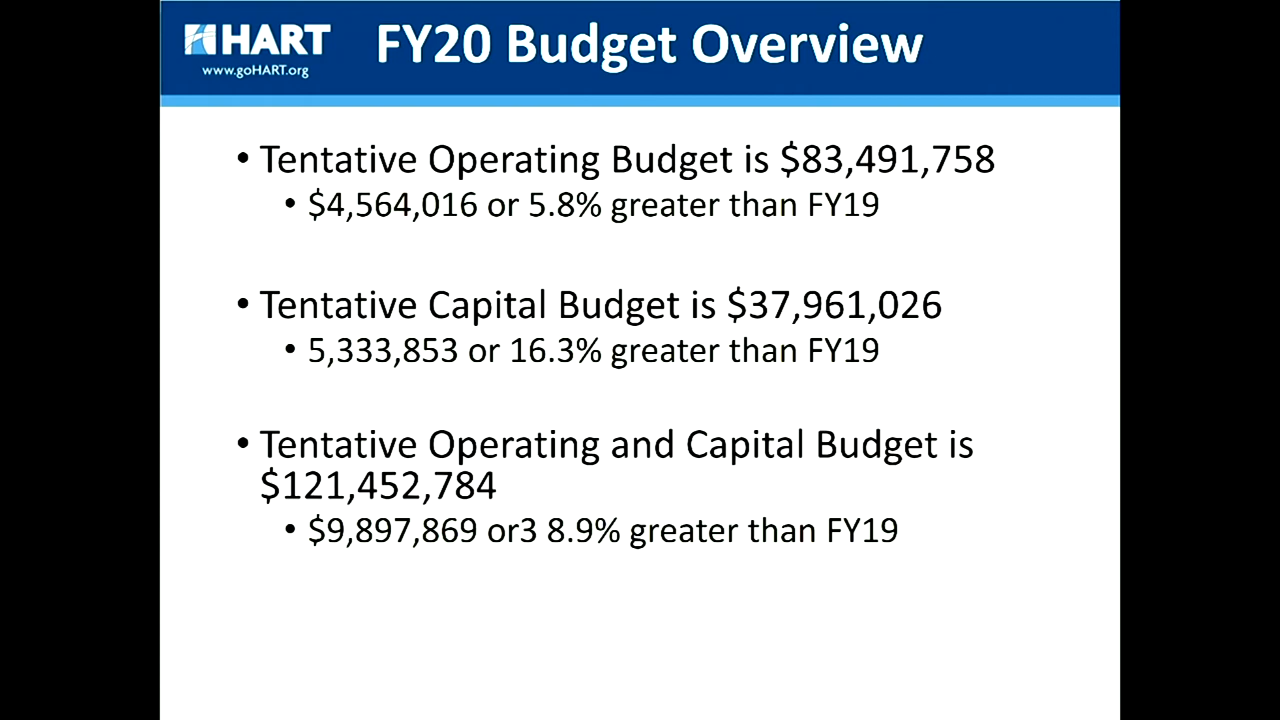 HART
www.goHART.org
FY20 Budget Overview
• Tentative Operating Budget is $83,491,758
• $4,564,016 or 5.8% greater than FY19
• Tentative Capital Budget is $37,961,026
• 5,333,853 or 16.3% greater than FY19
• Tentative Operating and Capital Budget is
$121,452,784
• $9,897,869 or3 8.9% greater than FY19